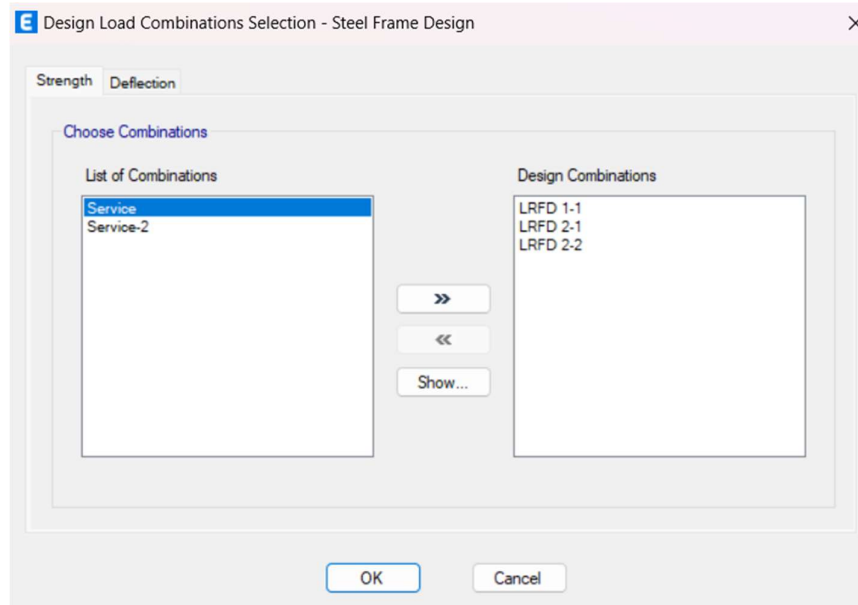 E Design Load Combinations Selection - Steel Frame Design
Strength Deflection
Choose Combinations
List of Combinations
Service
Service-2
Design Combinations
LRFD 1-1
LRFD 2-1
LRFD 2-2
>>
<<
Show...
OK Cancel